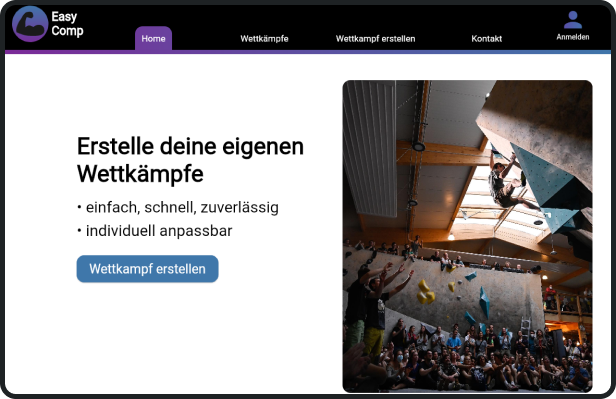 Easy
Comp
Home
Wettkämpfe
Wettkampf erstellen
Kontakt
Anmelden
Erstelle deine eigenen
Wettkämpfe
• einfach, schnell, zuverlässig
• individuell anpassbar
Wettkampf erstellen